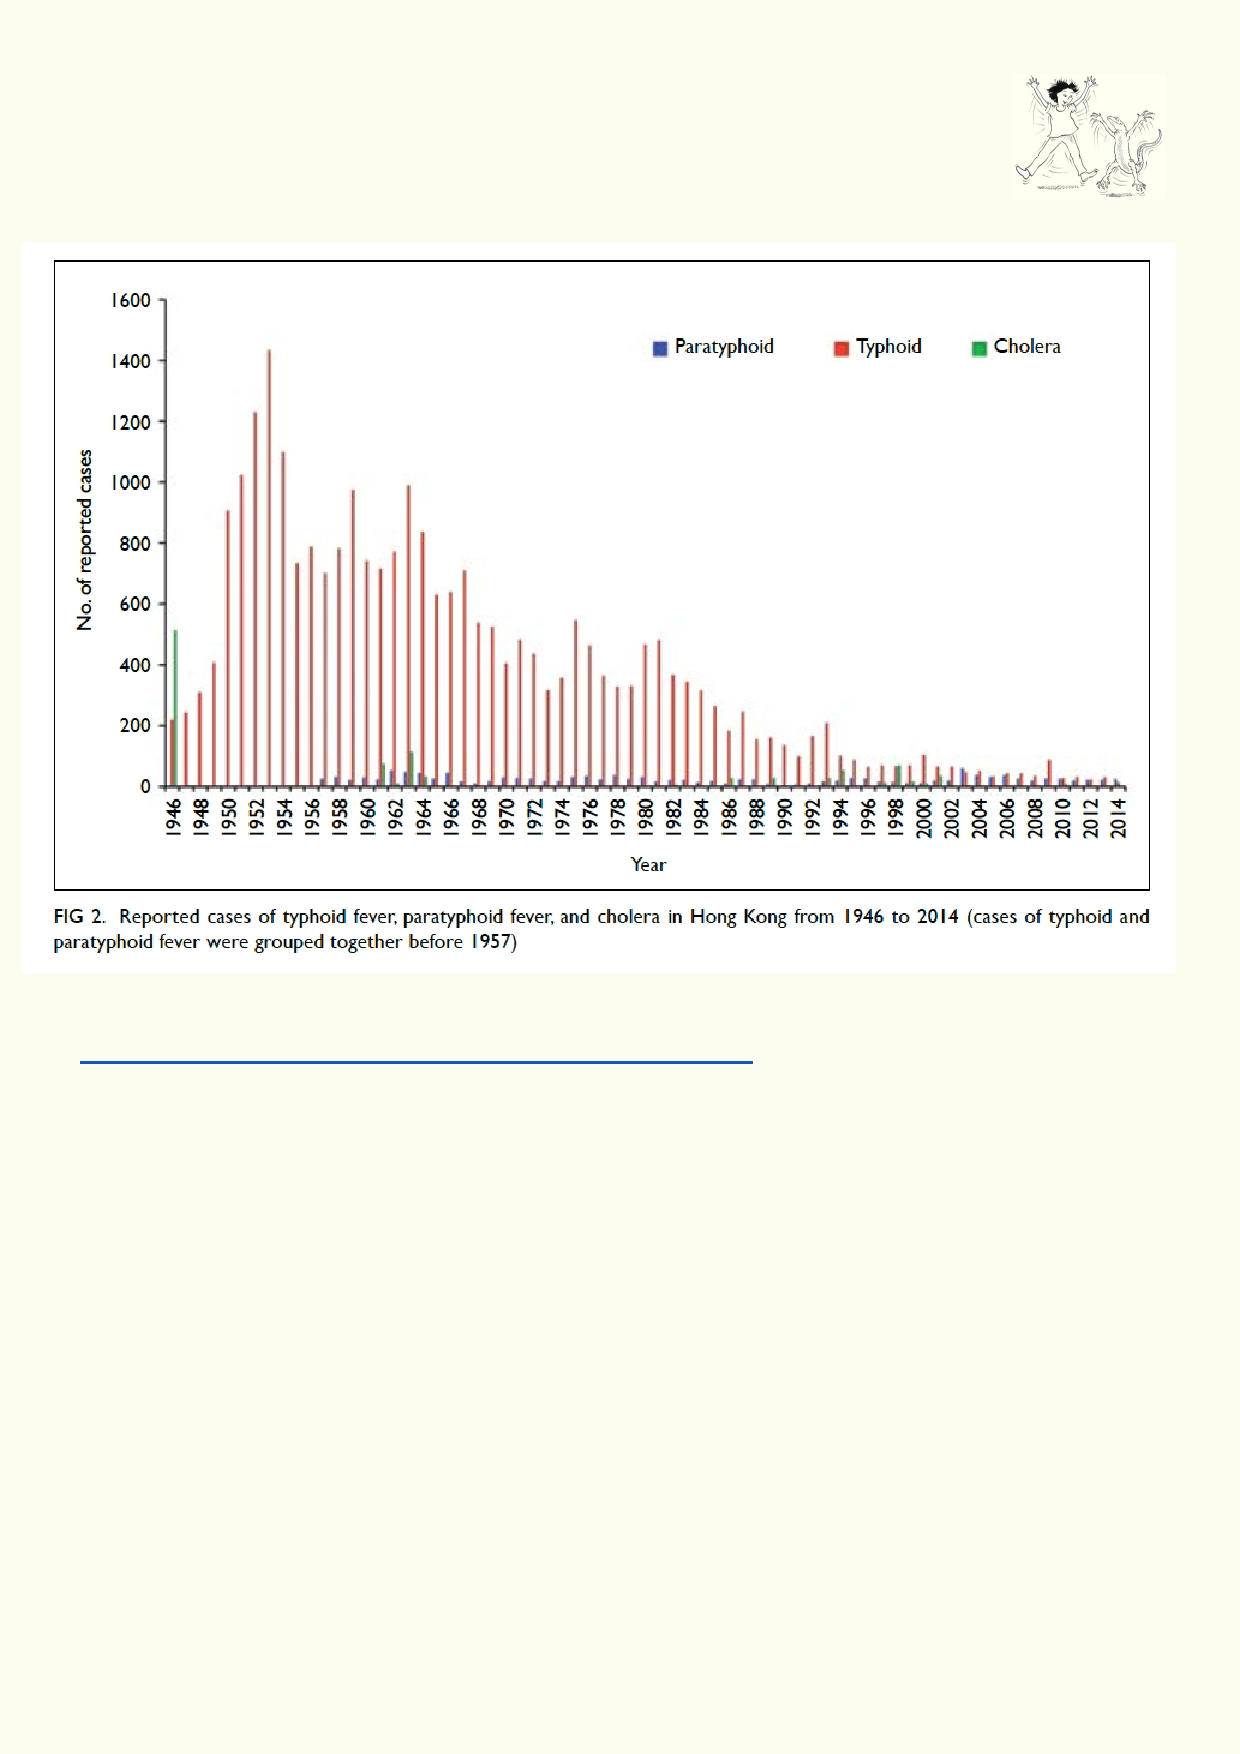 1600
1400
1200
1000
800
600
400
200
0
No. of reported cases
Paratyphoid Typhoid Cholera
1946 1948 1950 1952 1954 1956 1958 1960 1962 1964 1966 1968 1970 1972 1974 1976 1978 1980 1982 1984 1986 1988 1990 1992 1994 1996 1998 2000 2002 2004 2006 2008 2010 2012 2014
Year
FIG 2. Reported cases of typhoid fever, paratyphoid fever, and cholera in Hong Kong from 1946 to 2014 (cases of typhoid and
paratyphoid fever were grouped together before 1957)